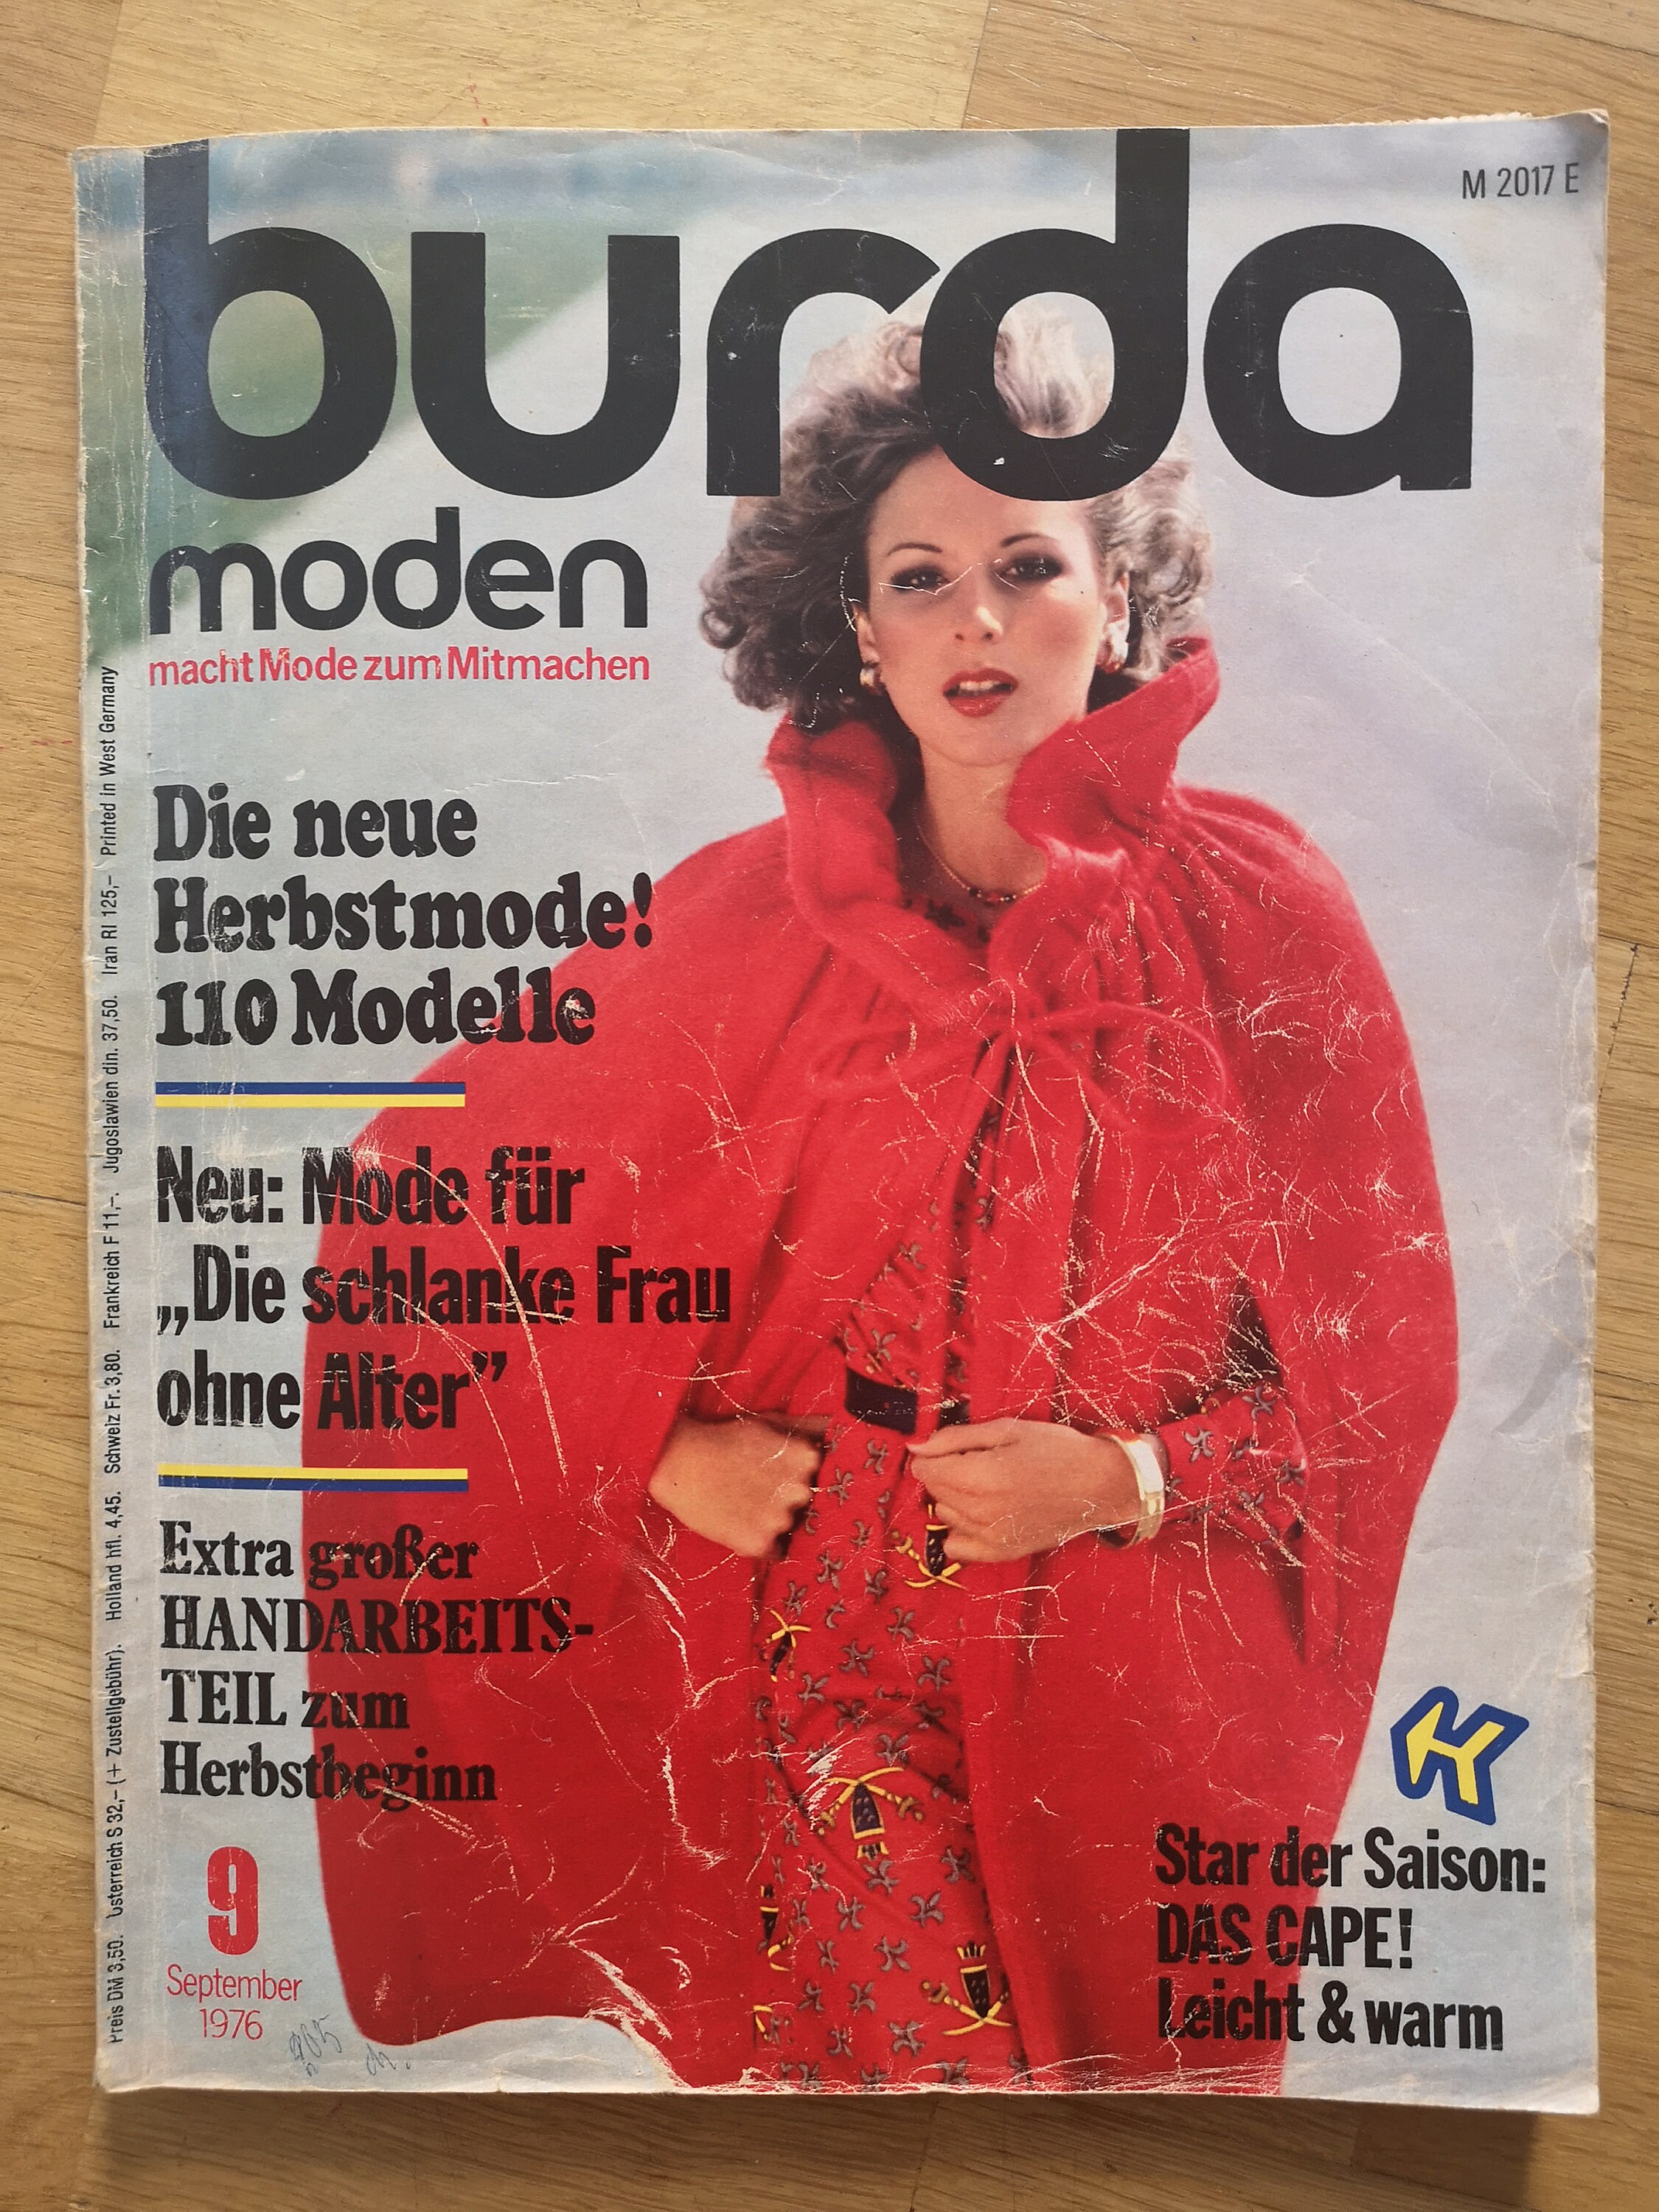 burda
M 2017 E
moden
macht Mode zum Mitmachen
Die neue
Herbstmode!
110 Modelle
Neu: Mode für
„Die schlanke Frau
ohne Alter”
Extra großer
HANDARBEITS-
TEIL zum
Herbstbeginn
9
September
1976
Star der Saison:
DAS CAPE!
Leicht & warm
Preis DM 3,50. Österreich S 32,– (+ Zustellgebühr). Holland hfl. 4,45. Schweiz Fr. 3,80. Frankreich F 11,–. Jugoslawien din. 37,50. Iran RI 125,– Printed in West Germany